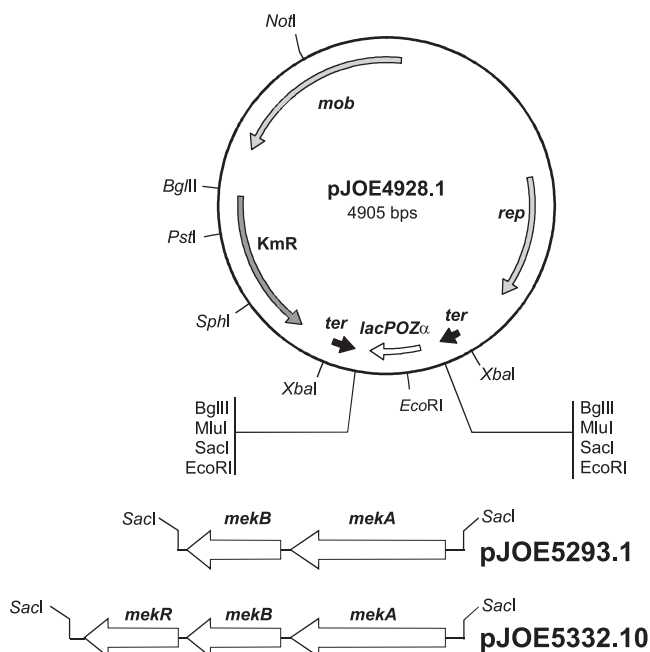 NotI
mob
pJOE4928.1
4905 bps
BglII
rep
PstI
KmR
SphI
ter
lacPOZα
ter
XbaI
XbaI
EcoRI
BglII
MluI
SacI
EcoRI
BglII
MluI
SacI
EcoRI
SacI
mekB
mekA
SacI
pJOE5293.1
SacI
mekR
mekB
mekA
SacI
pJOE5332.10